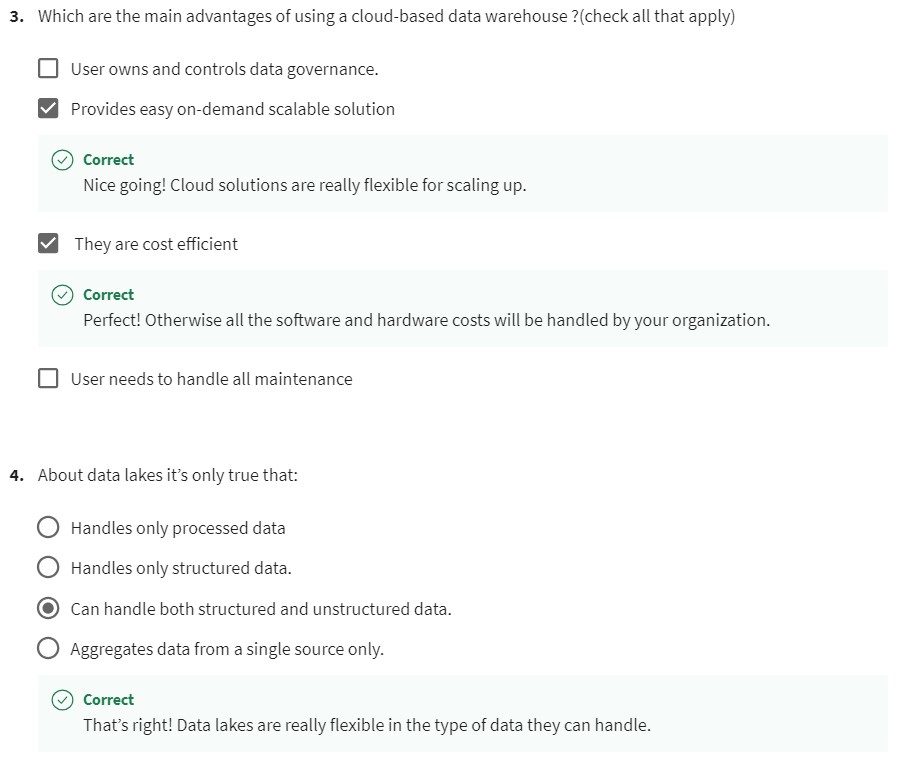 3. Which are the main advantages of using a cloud-based data warehouse ?(check all that apply)
User owns and controls data governance.
Provides easy on-demand scalable solution
Correct
Nice going! Cloud solutions are really flexible for scaling up.
They are cost efficient
Correct
Perfect! Otherwise all the software and hardware costs will be handled by your organization.
User needs to handle all maintenance
4. About data lakes it’s only true that:
Handles only processed data
Handles only structured data.
Can handle both structured and unstructured data.
Aggregates data from a single source only.
Correct
That’s right! Data lakes are really flexible in the type of data they can handle.